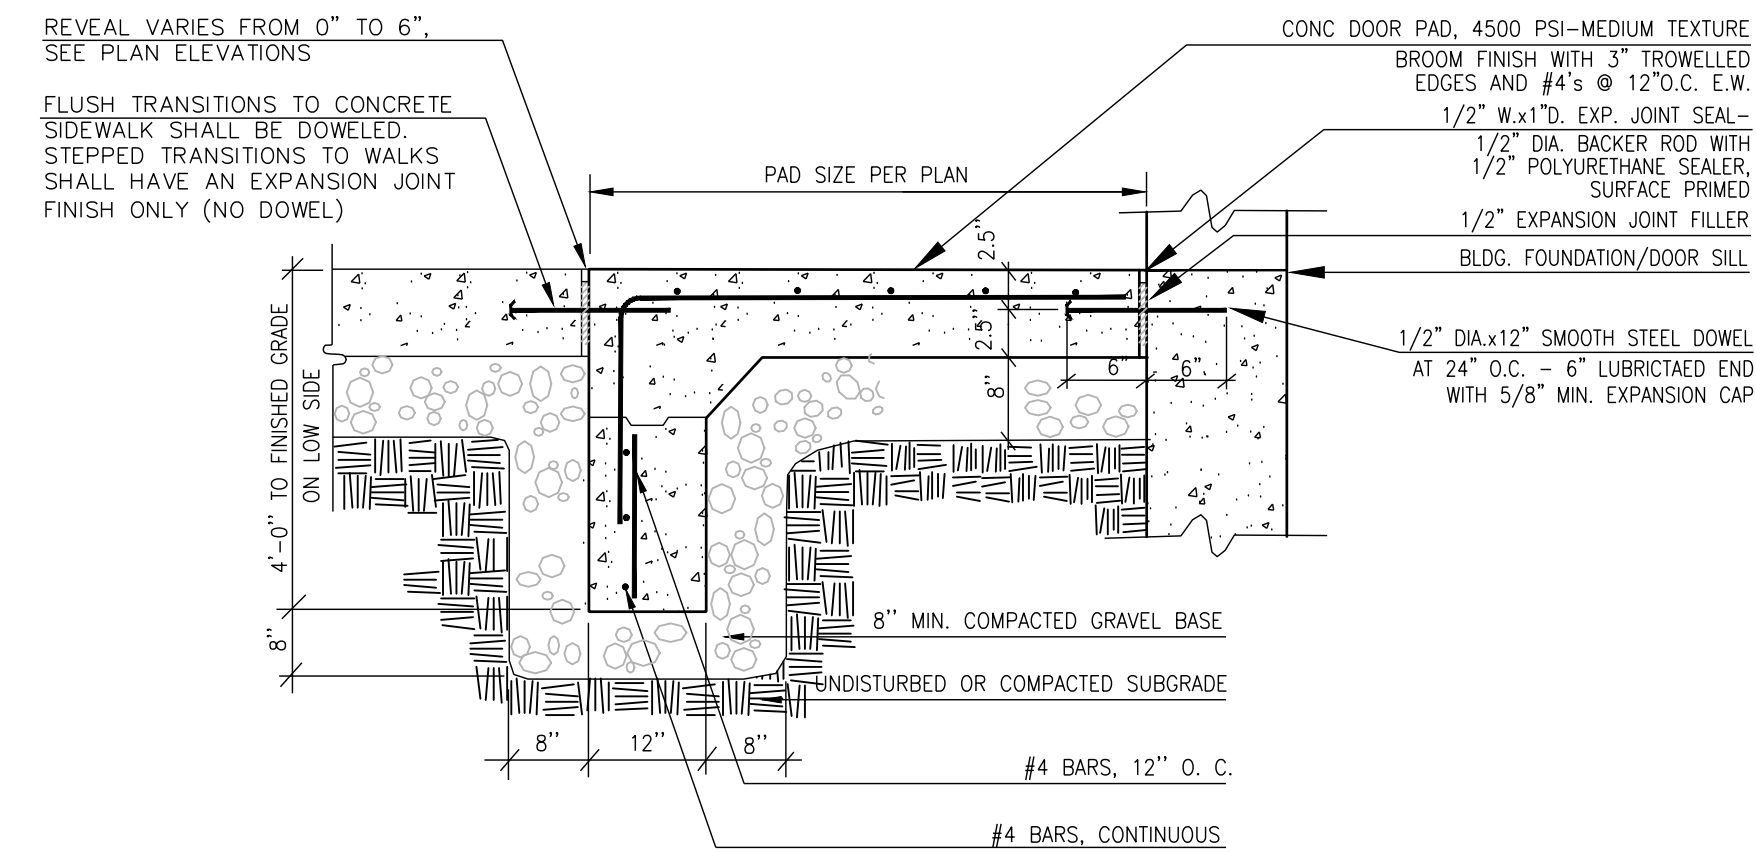 REVEAL VARIES FROM 0" TO 6",
SEE PLAN ELEVATIONS
FLUSH TRANSITIONS TO CONCRETE
SIDEWALK SHALL BE DOWELED.
STEPPED TRANSITIONS TO WALKS
SHALL HAVE AN EXPANSION JOINT
FINISH ONLY (NO DOWEL)
PAD SIZE PER PLAN
CONC DOOR PAD, 4500 PSI-MEDIUM TEXTURE
BROOM FINISH WITH 3" TROWELLED
EDGES AND #4's @ 12"O.C. E.W.
1/2" W.x1"D. EXP. JOINT SEAL-
1/2" DIA. BACKER ROD WITH
1/2" POLYURETHANE SEALER,
SURFACE PRIMED
1/2" EXPANSION JOINT FILLER
BLDG. FOUNDATION/DOOR SILL
1/2" DIA.x12" SMOOTH STEEL DOWEL
AT 24" O.C. - 6" LUBRICTAED END
WITH 5/8" MIN. EXPANSION CAP
2.5"
2.5"
8"
6"
6"
4'-0" TO FINISHED GRADE
ON LOW SIDE
8"
8" MIN. COMPACTED GRAVEL BASE
UNDISTURBED OR COMPACTED SUBGRADE
8"
12"
8"
#4 BARS, 12" O. C.
#4 BARS, CONTINUOUS